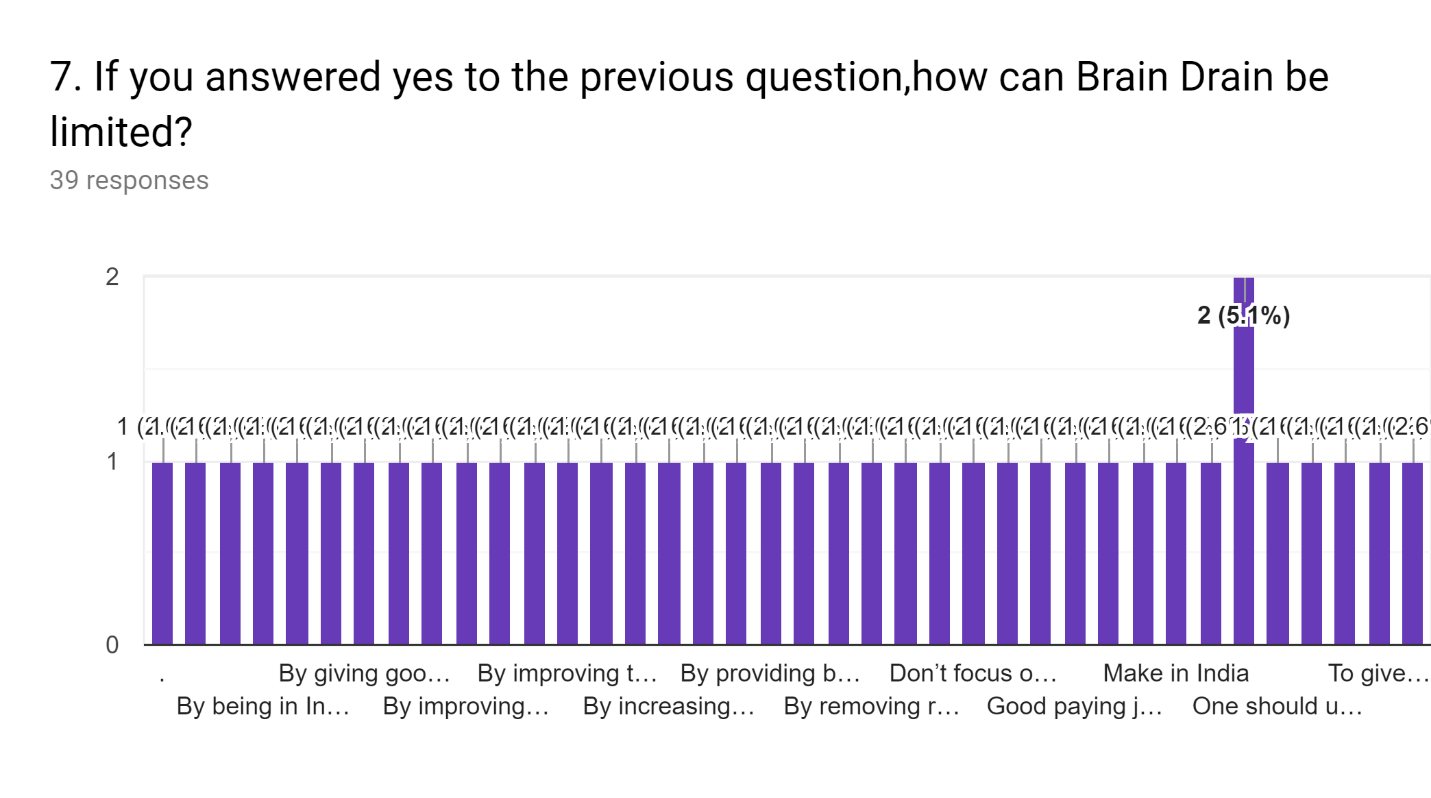 7. If you answered yes to the previous question,how can Brain Drain be
limited?
39 responses
2
2 (5.1%)
1
0
.
By giving goo…
By improving t…
By providing b…
Don’t focus o…
Make in India
To give…
By being in In…
By improving…
By increasing…
By removing r…
Good paying j…
One should u…